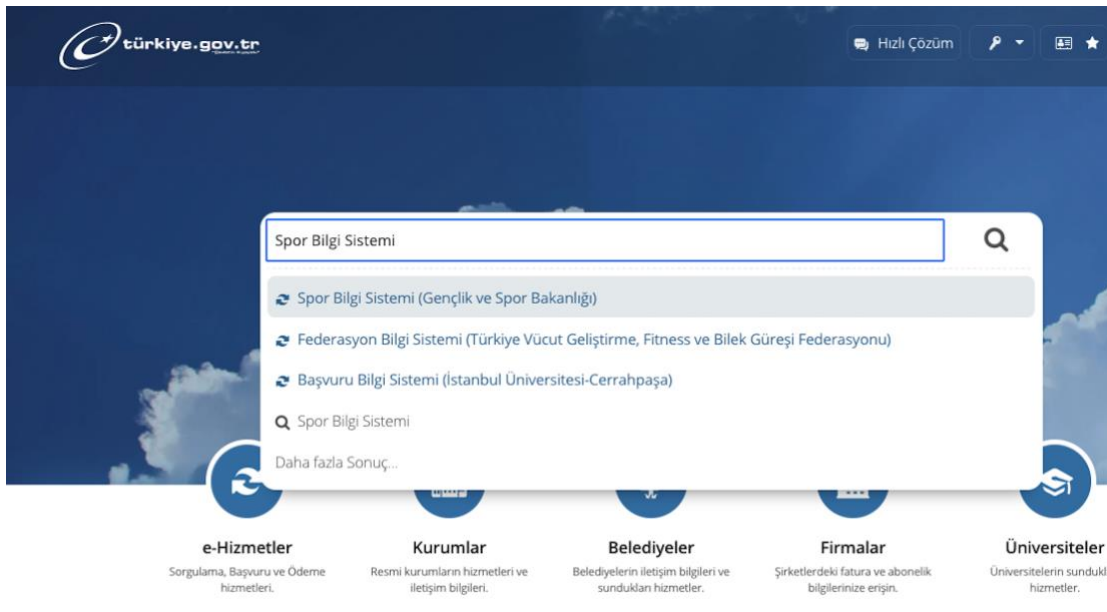 türkiye.gov.tr
Hızlı Çözüm
Spor Bilgi Sistemi
Spor Bilgi Sistemi (Gençlik ve Spor Bakanlığı)
Federasyon Bilgi Sistemi (Türkiye Vücut Geliştirme, Fitness ve Bilek Güreşi Federasyonu)
Başvuru Bilgi Sistemi (İstanbul Üniversitesi-Cerrahpaşa)
Spor Bilgi Sistemi
Daha fazla Sonuç...
e-Hizmetler
Sorgulama, Başvuru ve Ödeme
hizmetleri.
Kurumlar
Resmi kurumların hizmetleri ve
iletişim bilgileri.
Belediyeler
Belediyelerin iletişim bilgileri ve
sundukları hizmetler.
Firmalar
Şirketlerdeki fatura ve abonelik
bilgilerinize erişin.
Üniversiteler
Üniversitelerin sundukl
hizmetler.